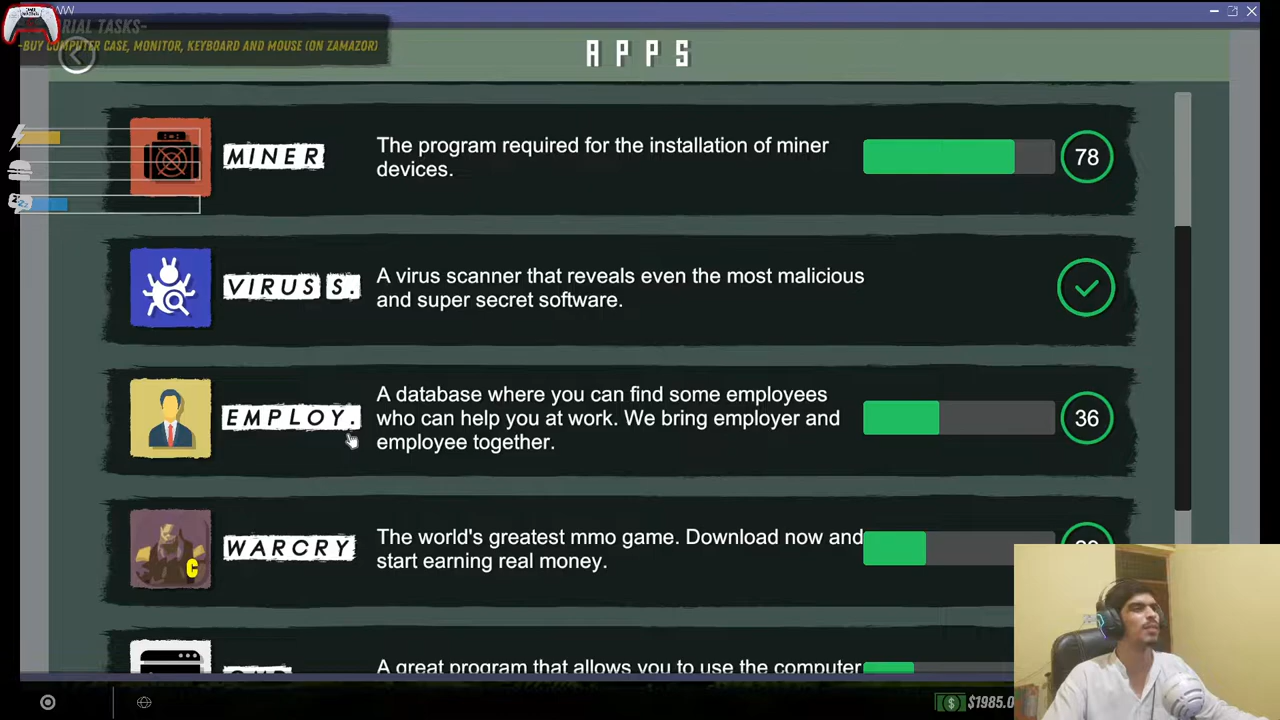 -BUY COMPUTER CASE, MONITOR, KEYBOARD AND MOUSE (ON ZAMAZOR)
APPS
MINER
The program required for the installation of miner
devices.
78
VIRUS S.
A virus scanner that reveals even the most malicious
and super secret software.
EMPLOY.
A database where you can find some employees
who can help you at work. We bring employer and
employee together.
36
WARCRY
C
The world's greatest mmo game. Download now and
start earning real money.
A great program that allows you to use the computer
$1985.0